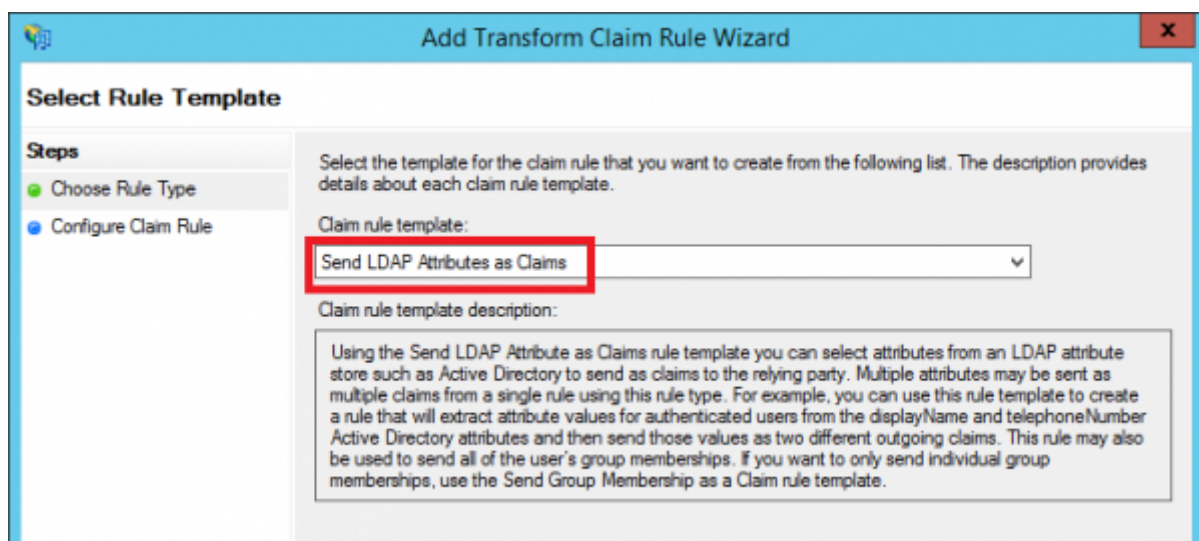 Add Transform Claim Rule Wizard
x
Select Rule Template
Steps
Choose Rule Type
Configure Claim Rule
Select the template for the claim rule that you want to create from the following list. The description provides
details about each claim rule template.
Claim rule template:
Send LDAP Attributes as Claims
Claim rule template description:
Using the Send LDAP Attribute as Claims rule template you can select attributes from an LDAP attribute
store such as Active Directory to send as claims to the relying party. Multiple attributes may be sent as
multiple claims from a single rule using this rule type. For example, you can use this rule template to create
a rule that will extract attribute values for authenticated users from the displayName and telephoneNumber
Active Directory attributes and then send those values as two different outgoing claims. This rule may also
be used to send all of the user's group memberships. If you want to only send individual group
memberships, use the Send Group Membership as a Claim rule template.